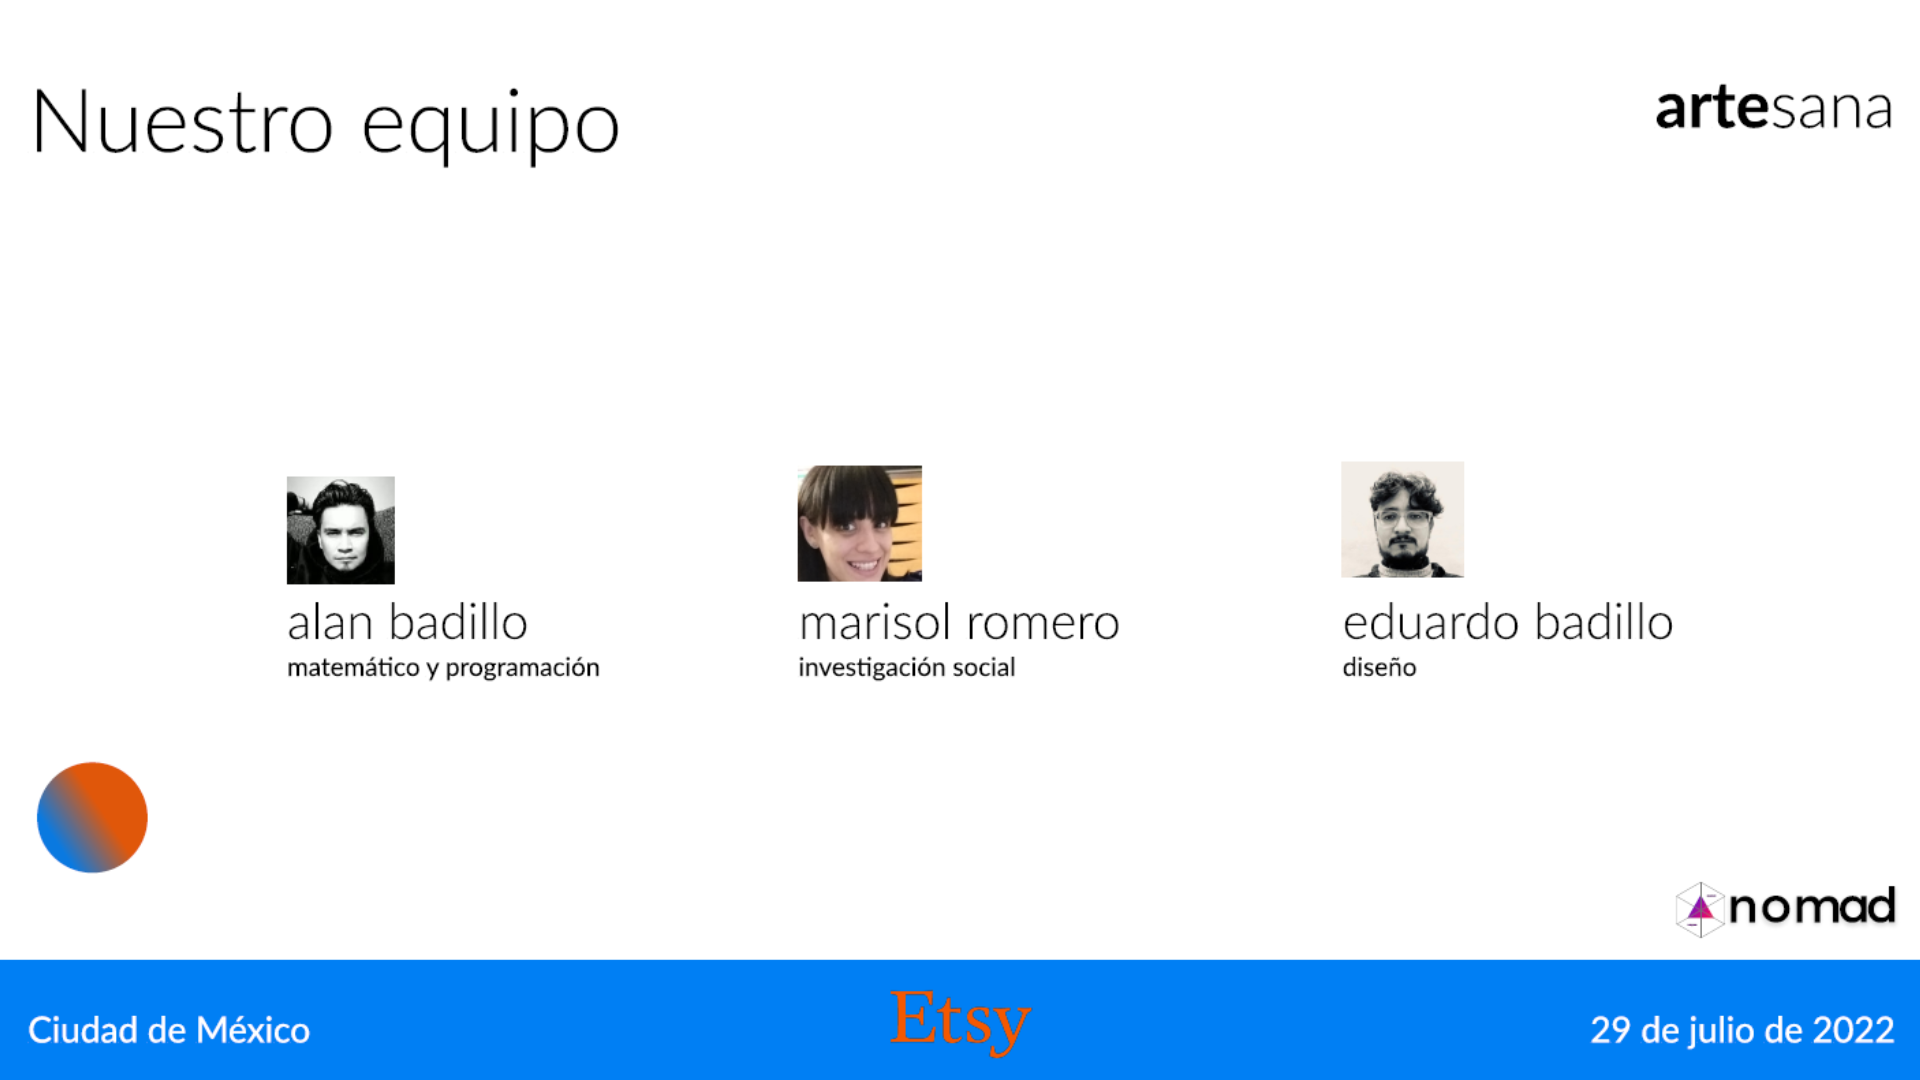 Nuestro equipo
artesana
alan badillo
matemático y programación
marisol romero
investigación social
eduardo badillo
diseño
nomad
Ciudad de México
Etsy
29 de julio de 2022